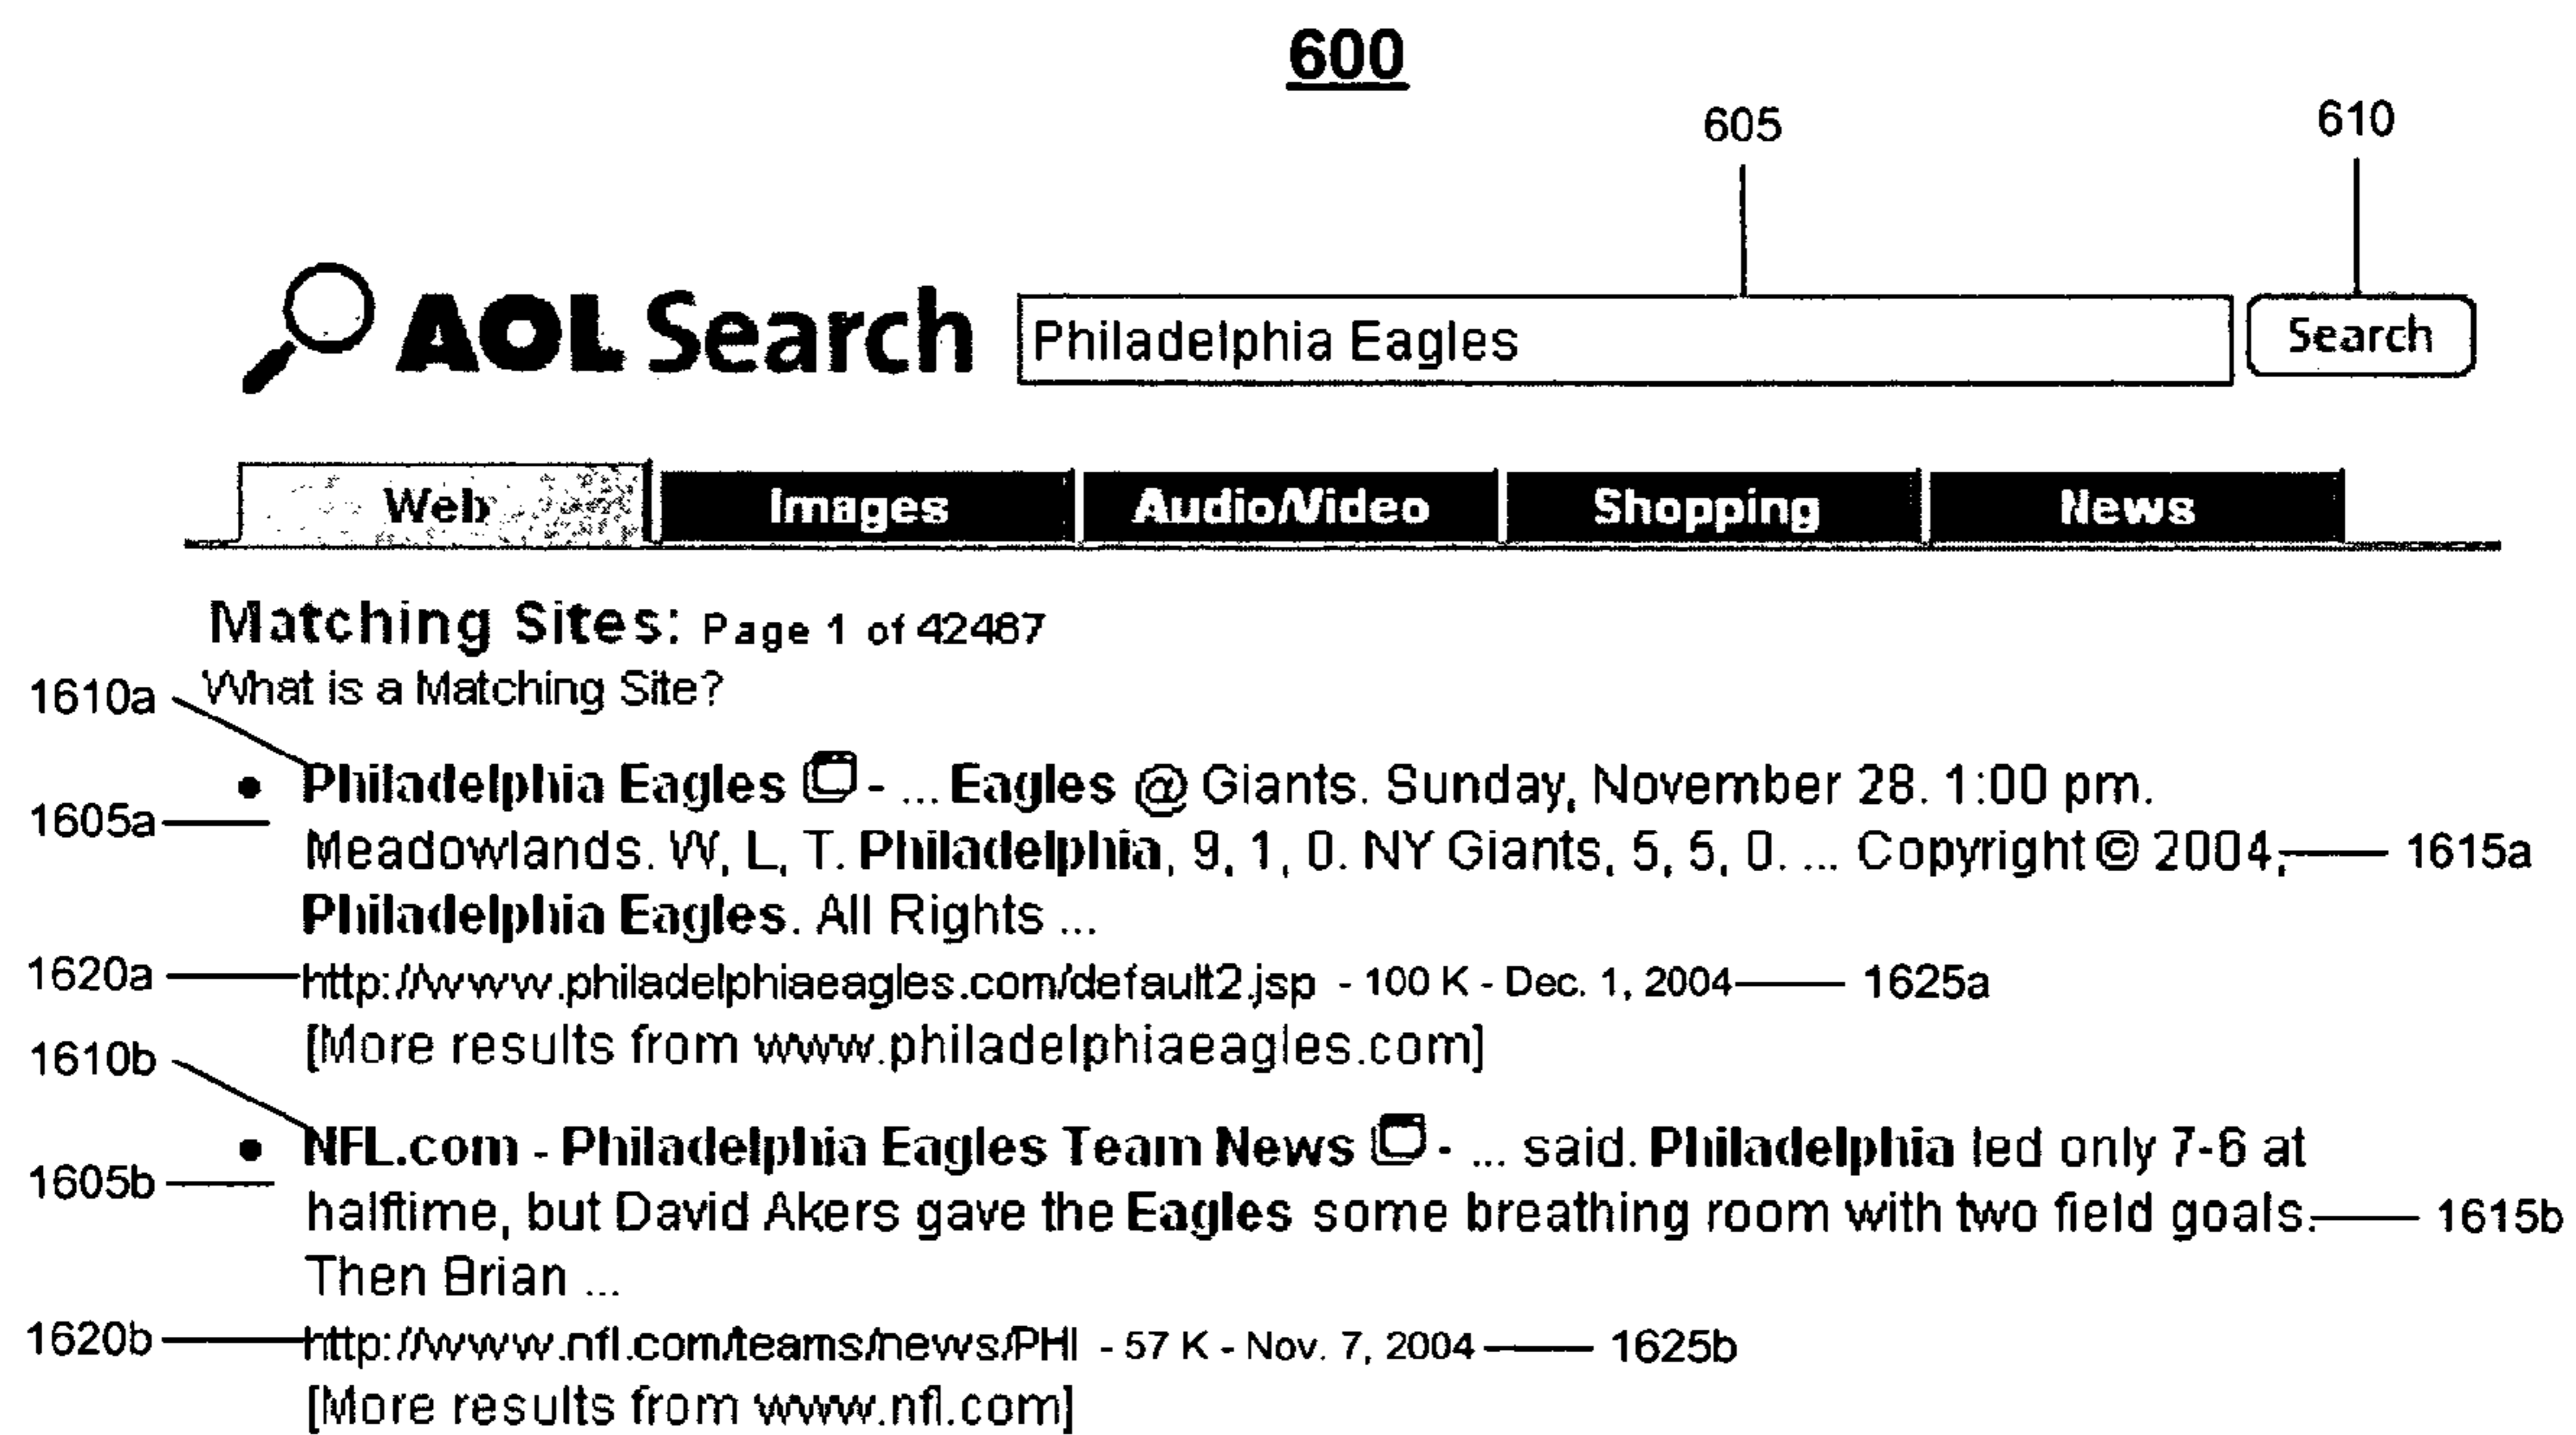 600
605
610
AOL Search
Philadelphia Eagles
Search
Web
Images
Audio/Video
Shopping
News
Matching Sites: Page 1 of 42467
1610a
What is a Matching Site?
• Philadelphia Eagles - ... Eagles @ Giants. Sunday, November 28. 1:00 pm.
1605a
Meadowlands. W, L, T. Philadelphia, 9, 1, 0. NY Giants, 5, 5, 0. ... Copyright © 2004,
1615a
Philadelphia Eagles. All Rights ...
1620a
http://www.philadelphiaeagles.com/default2.jsp - 100 K - Dec. 1, 2004
1625a
[More results from www.philadelphiaeagles.com]
1610b
• NFL.com - Philadelphia Eagles Team News - ... said. Philadelphia led only 7-6 at
1605b
halftime, but David Akers gave the Eagles some breathing room with two field goals.
1615b
Then Brian ...
1620b
http://www.nfl.com/teams/news/PHI - 57 K - Nov. 7, 2004
1625b
[More results from www.nfl.com]